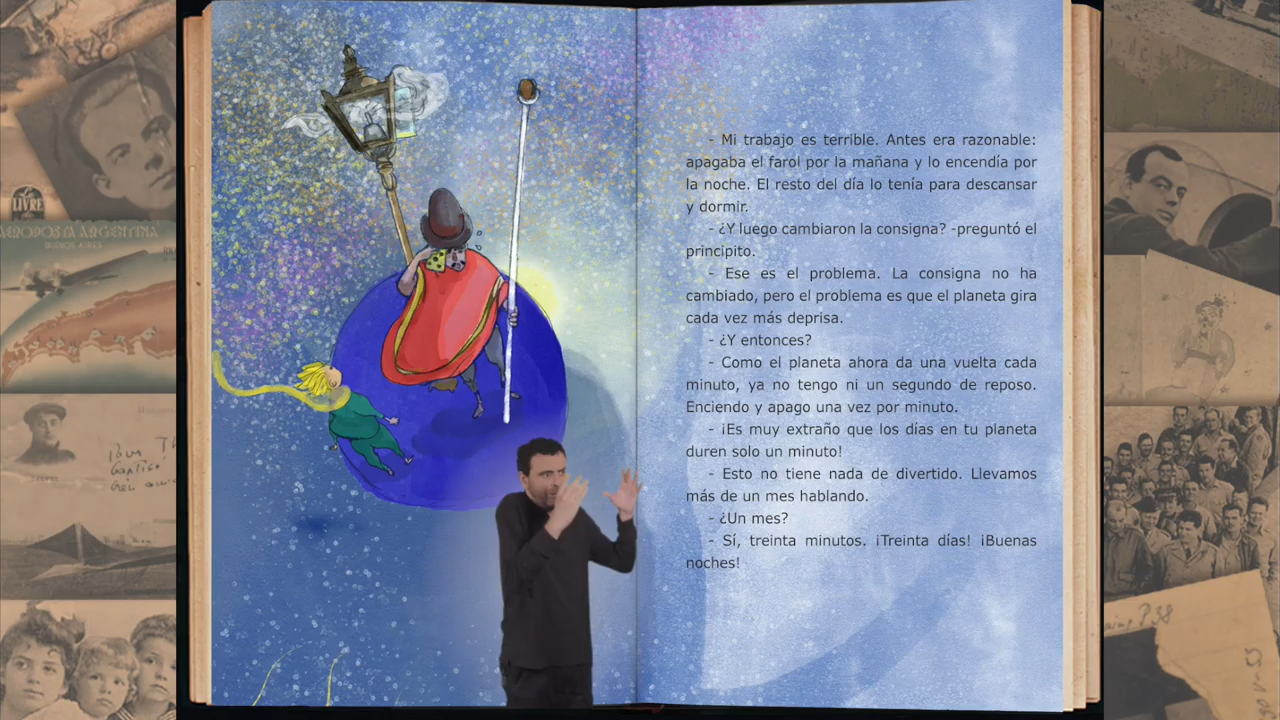 LIVRE
AEROPOSTA ARGENTINA
BUENOS AIRES
- Mi trabajo es terrible. Antes era razonable:
apagaba el farol por la mañana y lo encendía por
la noche. El resto del día lo tenía para descansar
y dormir.
- ¿Y luego cambiaron la consigna? -preguntó el
principito.
- Ese es el problema. La consigna no ha
cambiado, pero el problema es que el planeta gira
cada vez más deprisa.
- ¿Y entonces?
- Como el planeta ahora da una vuelta cada
minuto, ya no tengo ni un segundo de reposo.
Enciendo y apago una vez por minuto.
- ¡Es muy extraño que los días en tu planeta
duren solo un minuto!
- Esto no tiene nada de divertido. Llevamos
más de un mes hablando.
- ¿Un mes?
- Sí, treinta minutos. ¡Treinta días! ¡Buenas
noches!
P38